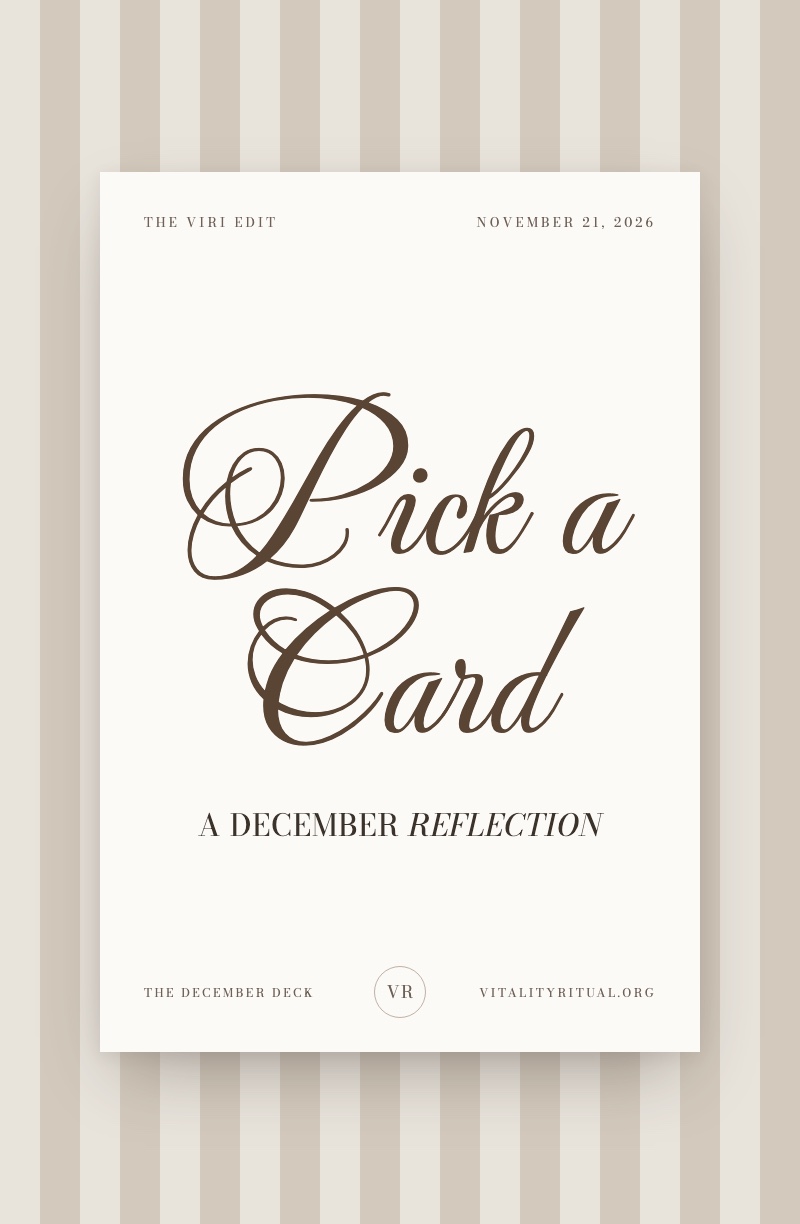 THE VIRI EDIT
NOVEMBER 21, 2026
Pick a
Card
A DECEMBER REFLECTION
THE DECEMBER DECK
VR
VITALITYRITUAL.ORG